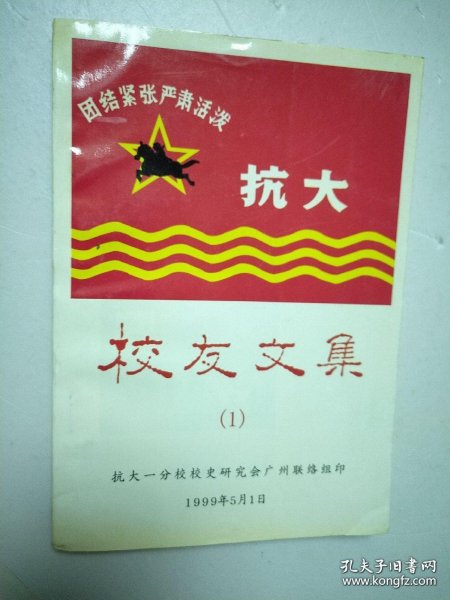 团结紧张严肃活泼
抗大
校友文集
(1)
抗大一分校校史研究会广州联络组印
1999年5月1日
孔夫子旧书网
www.kongfz.com